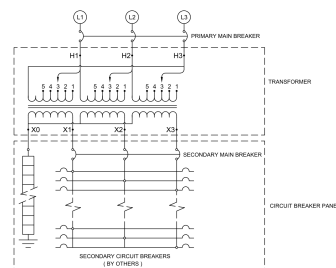 L1 L2 L3
PRIMARY MAIN BREAKER
H1 H2 H3
TRANSFORMER
5 4 3 2 1 5 4 3 2 1 5 4 3 2 1
X0 X1 X2 X3
SECONDARY MAIN BREAKER
CIRCUIT BREAKER PANE
SECONDARY CIRCUIT BREAKERS
( BY OTHERS )